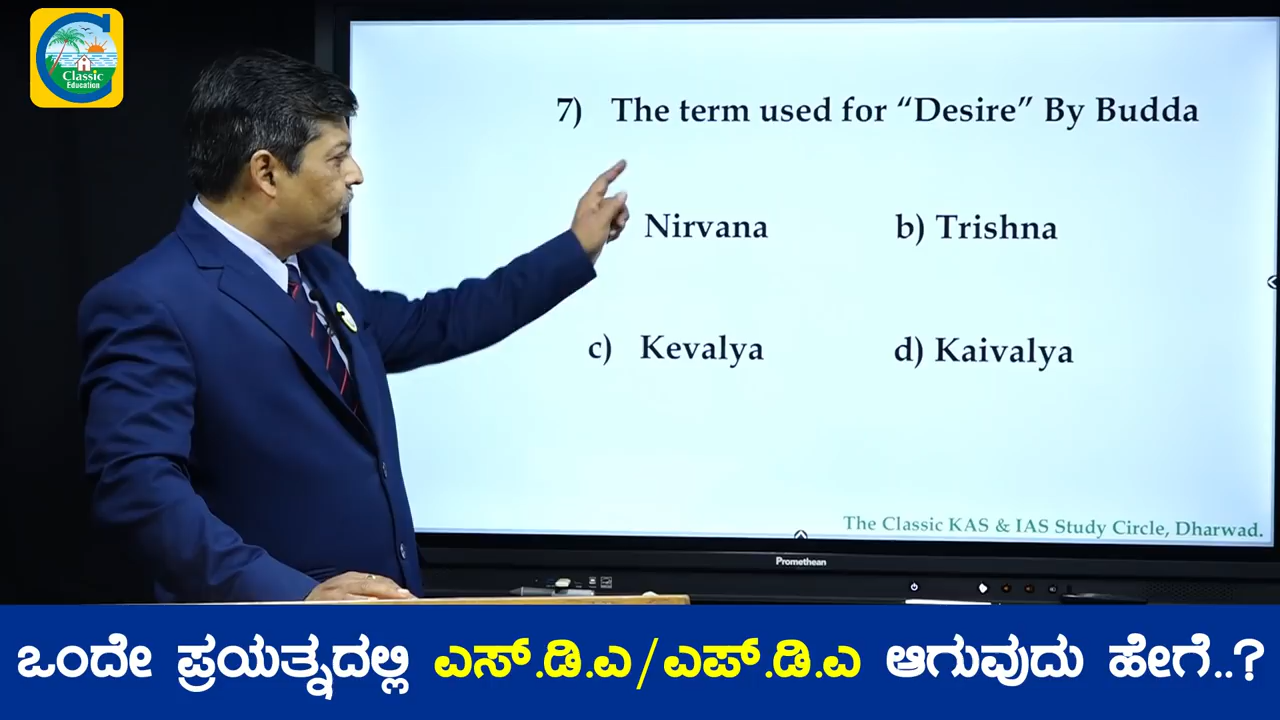 Classic
Education
7) The term used for “Desire” By Budda
Nirvana b) Trishna
c) Kevalya d) Kaivalya
The Classic KAS & IAS Study Circle, Dharwad.
Promethean
ಒಂದೇ ಪ್ರಯತ್ನದಲ್ಲಿ ಎಸ್.ಡಿ.ಎ/ಎಫ್.ಡಿ.ಎ ಆಗುವುದು ಹೇಗೆ..?